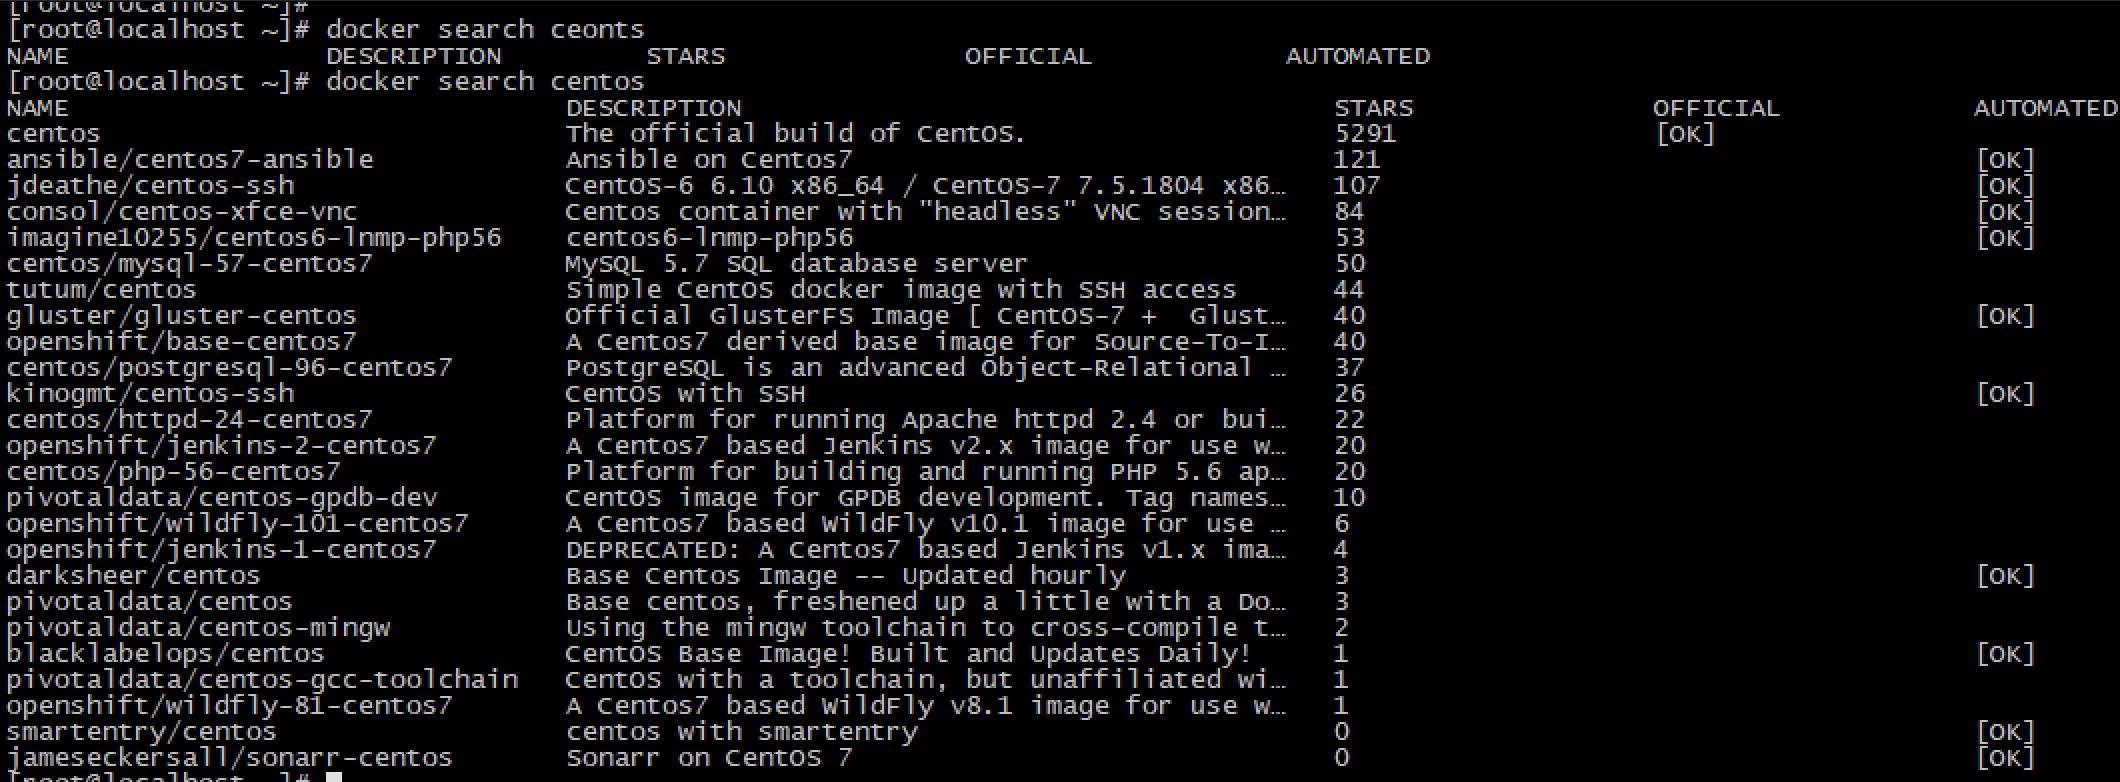 [root@localhost ~]#
[root@localhost ~]# docker search ceonts
NAME DESCRIPTION STARS OFFICIAL AUTOMATED
[root@localhost ~]# docker search centos
NAME DESCRIPTION STARS OFFICIAL AUTOMATED
centos The official build of CentOS. 5291 [OK]
ansible/centos7-ansible Ansible on Centos7 121 [OK]
jdeathe/centos-ssh CentOS-6 6.10 x86_64 / CentOS-7 7.5.1804 x86… 107 [OK]
consol/centos-xfce-vnc Centos container with "headless" VNC session… 84 [OK]
imagine10255/centos6-lnmp-php56 centos6-lnmp-php56 53 [OK]
centos/mysql-57-centos7 MySQL 5.7 SQL database server 50
tutum/centos Simple CentOS docker image with SSH access 44
gluster/gluster-centos Official GlusterFS Image [ CentOS-7 +  Glust… 40 [OK]
openshift/base-centos7 A Centos7 derived base image for Source-To-I… 40
centos/postgresql-96-centos7 PostgreSQL is an advanced Object-Relational … 37
kinogmt/centos-ssh CentOS with SSH 26 [OK]
centos/httpd-24-centos7 Platform for running Apache httpd 2.4 or bui… 22
openshift/jenkins-2-centos7 A Centos7 based Jenkins v2.x image for use w… 20
centos/php-56-centos7 Platform for building and running PHP 5.6 ap… 20
pivotaldata/centos-gpdb-dev CentOS image for GPDB development. Tag names… 10
openshift/wildfly-101-centos7 A Centos7 based WildFly v10.1 image for use … 6
openshift/jenkins-1-centos7 DEPRECATED: A Centos7 based Jenkins v1.x ima… 4
darksheer/centos Base Centos Image -- Updated hourly 3 [OK]
pivotaldata/centos Base centos, freshened up a little with a Do… 3
pivotaldata/centos-mingw Using the mingw toolchain to cross-compile t… 2
blacklabelops/centos CentOS Base Image! Built and Updates Daily! 1 [OK]
pivotaldata/centos-gcc-toolchain CentOS with a toolchain, but unaffiliated wi… 1
openshift/wildfly-81-centos7 A Centos7 based WildFly v8.1 image for use w… 1
smartentry/centos centos with smartentry 0 [OK]
jameseckersall/sonarr-centos Sonarr on CentOS 7 0 [OK]
[root@localhost ~]#